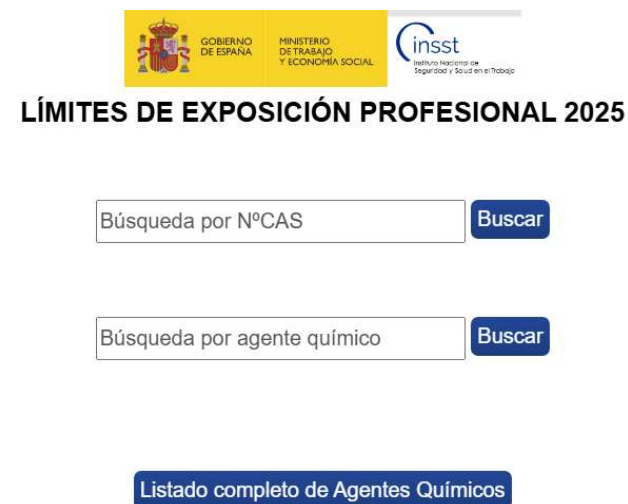 GOBIERNO
DE ESPAÑA
MINISTERIO
DE TRABAJO
Y ECONOMÍA SOCIAL
insst
Instituto Nacional de
Seguridad y Salud en el Trabajo
LÍMITES DE EXPOSICIÓN PROFESIONAL 2025
Búsqueda por NºCAS
Buscar
Búsqueda por agente químico
Buscar
Listado completo de Agentes Químicos